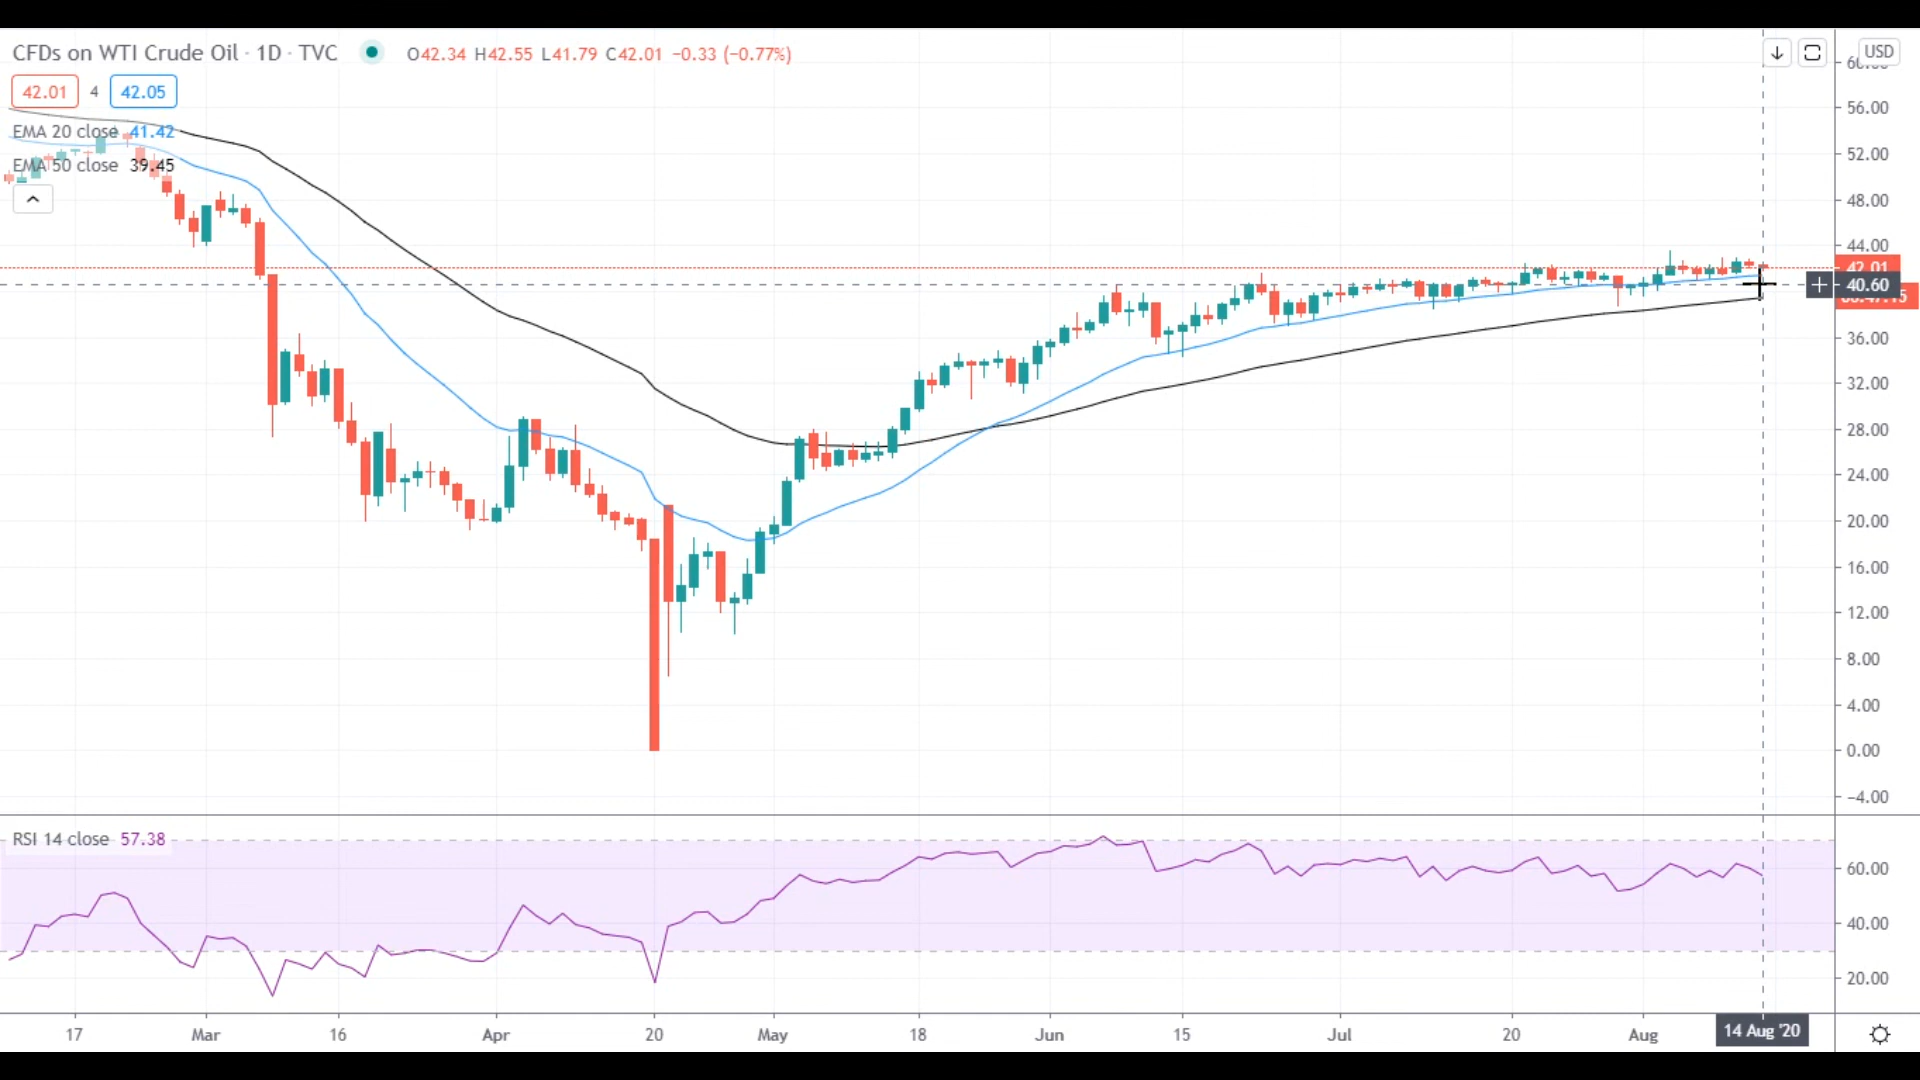 CFDs on WTI Crude Oil · 1D · TVC O42.34 H42.55 L41.79 C42.01 −0.33 (−0.77%)
USD
42.01 4 42.05
EMA 20 close 41.42
EMA 50 close 39.45
56.00
52.00
48.00
44.00
42.01
40.60
36.00
32.00
28.00
24.00
20.00
16.00
12.00
8.00
4.00
0.00
−4.00
RSI 14 close 57.38
60.00
40.00
20.00
17 Mar 16 Apr 20 May 18 Jun 15 Jul 20 Aug 14 Aug '20